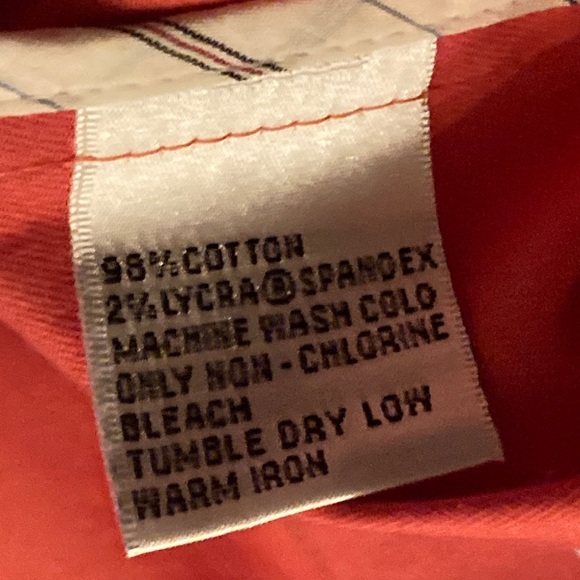 98% COTTON
2% LYCRA® SPANDEX
MACHINE WASH COLD
ONLY NON-CHLORINE
BLEACH
TUMBLE DRY LOW
WARM IRON